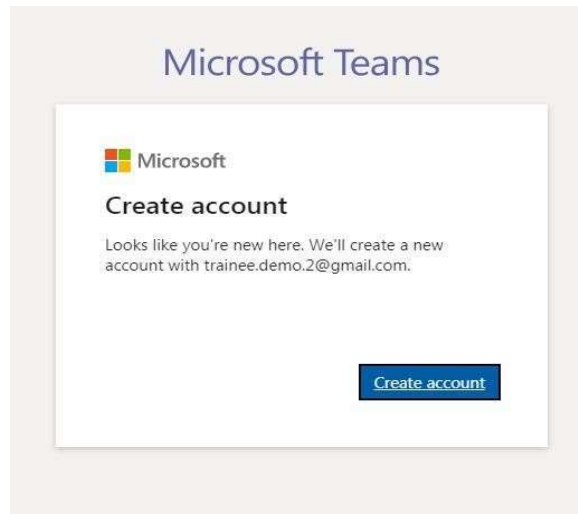 Microsoft Teams
Microsoft
Create account
Looks like you're new here. We'll create a new
account with trainee.demo.2@gmail.com.
Create account